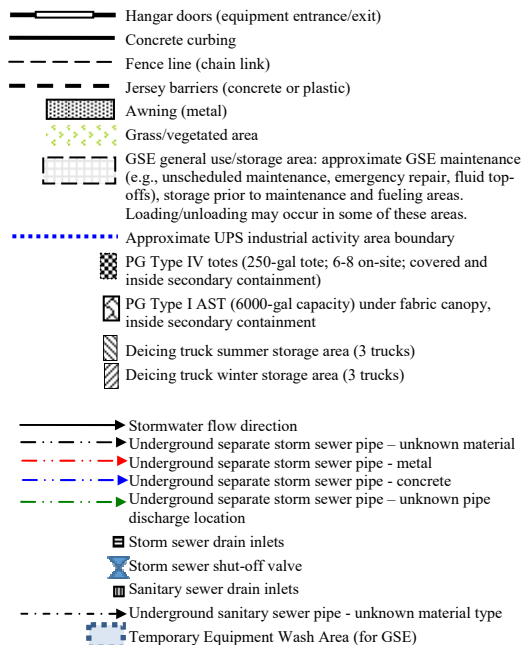 Hangar doors (equipment entrance/exit)
Concrete curbing
Fence line (chain link)
Jersey barriers (concrete or plastic)
Awning (metal)
Grass/vegetated area
GSE general use/storage area: approximate GSE maintenance
(e.g., unscheduled maintenance, emergency repair, fluid top-
offs), storage prior to maintenance and fueling areas.
Loading/unloading may occur in some of these areas.
Approximate UPS industrial activity area boundary
PG Type IV totes (250-gal tote; 6-8 on-site; covered and
inside secondary containment)
PG Type I AST (6000-gal capacity) under fabric canopy,
inside secondary containment
Deicing truck summer storage area (3 trucks)
Deicing truck winter storage area (3 trucks)
Stormwater flow direction
Underground separate storm sewer pipe – unknown material
Underground separate storm sewer pipe - metal
Underground separate storm sewer pipe - concrete
Underground separate storm sewer pipe – unknown pipe
discharge location
Storm sewer drain inlets
Storm sewer shut-off valve
Sanitary sewer drain inlets
Underground sanitary sewer pipe - unknown material type
Temporary Equipment Wash Area (for GSE)